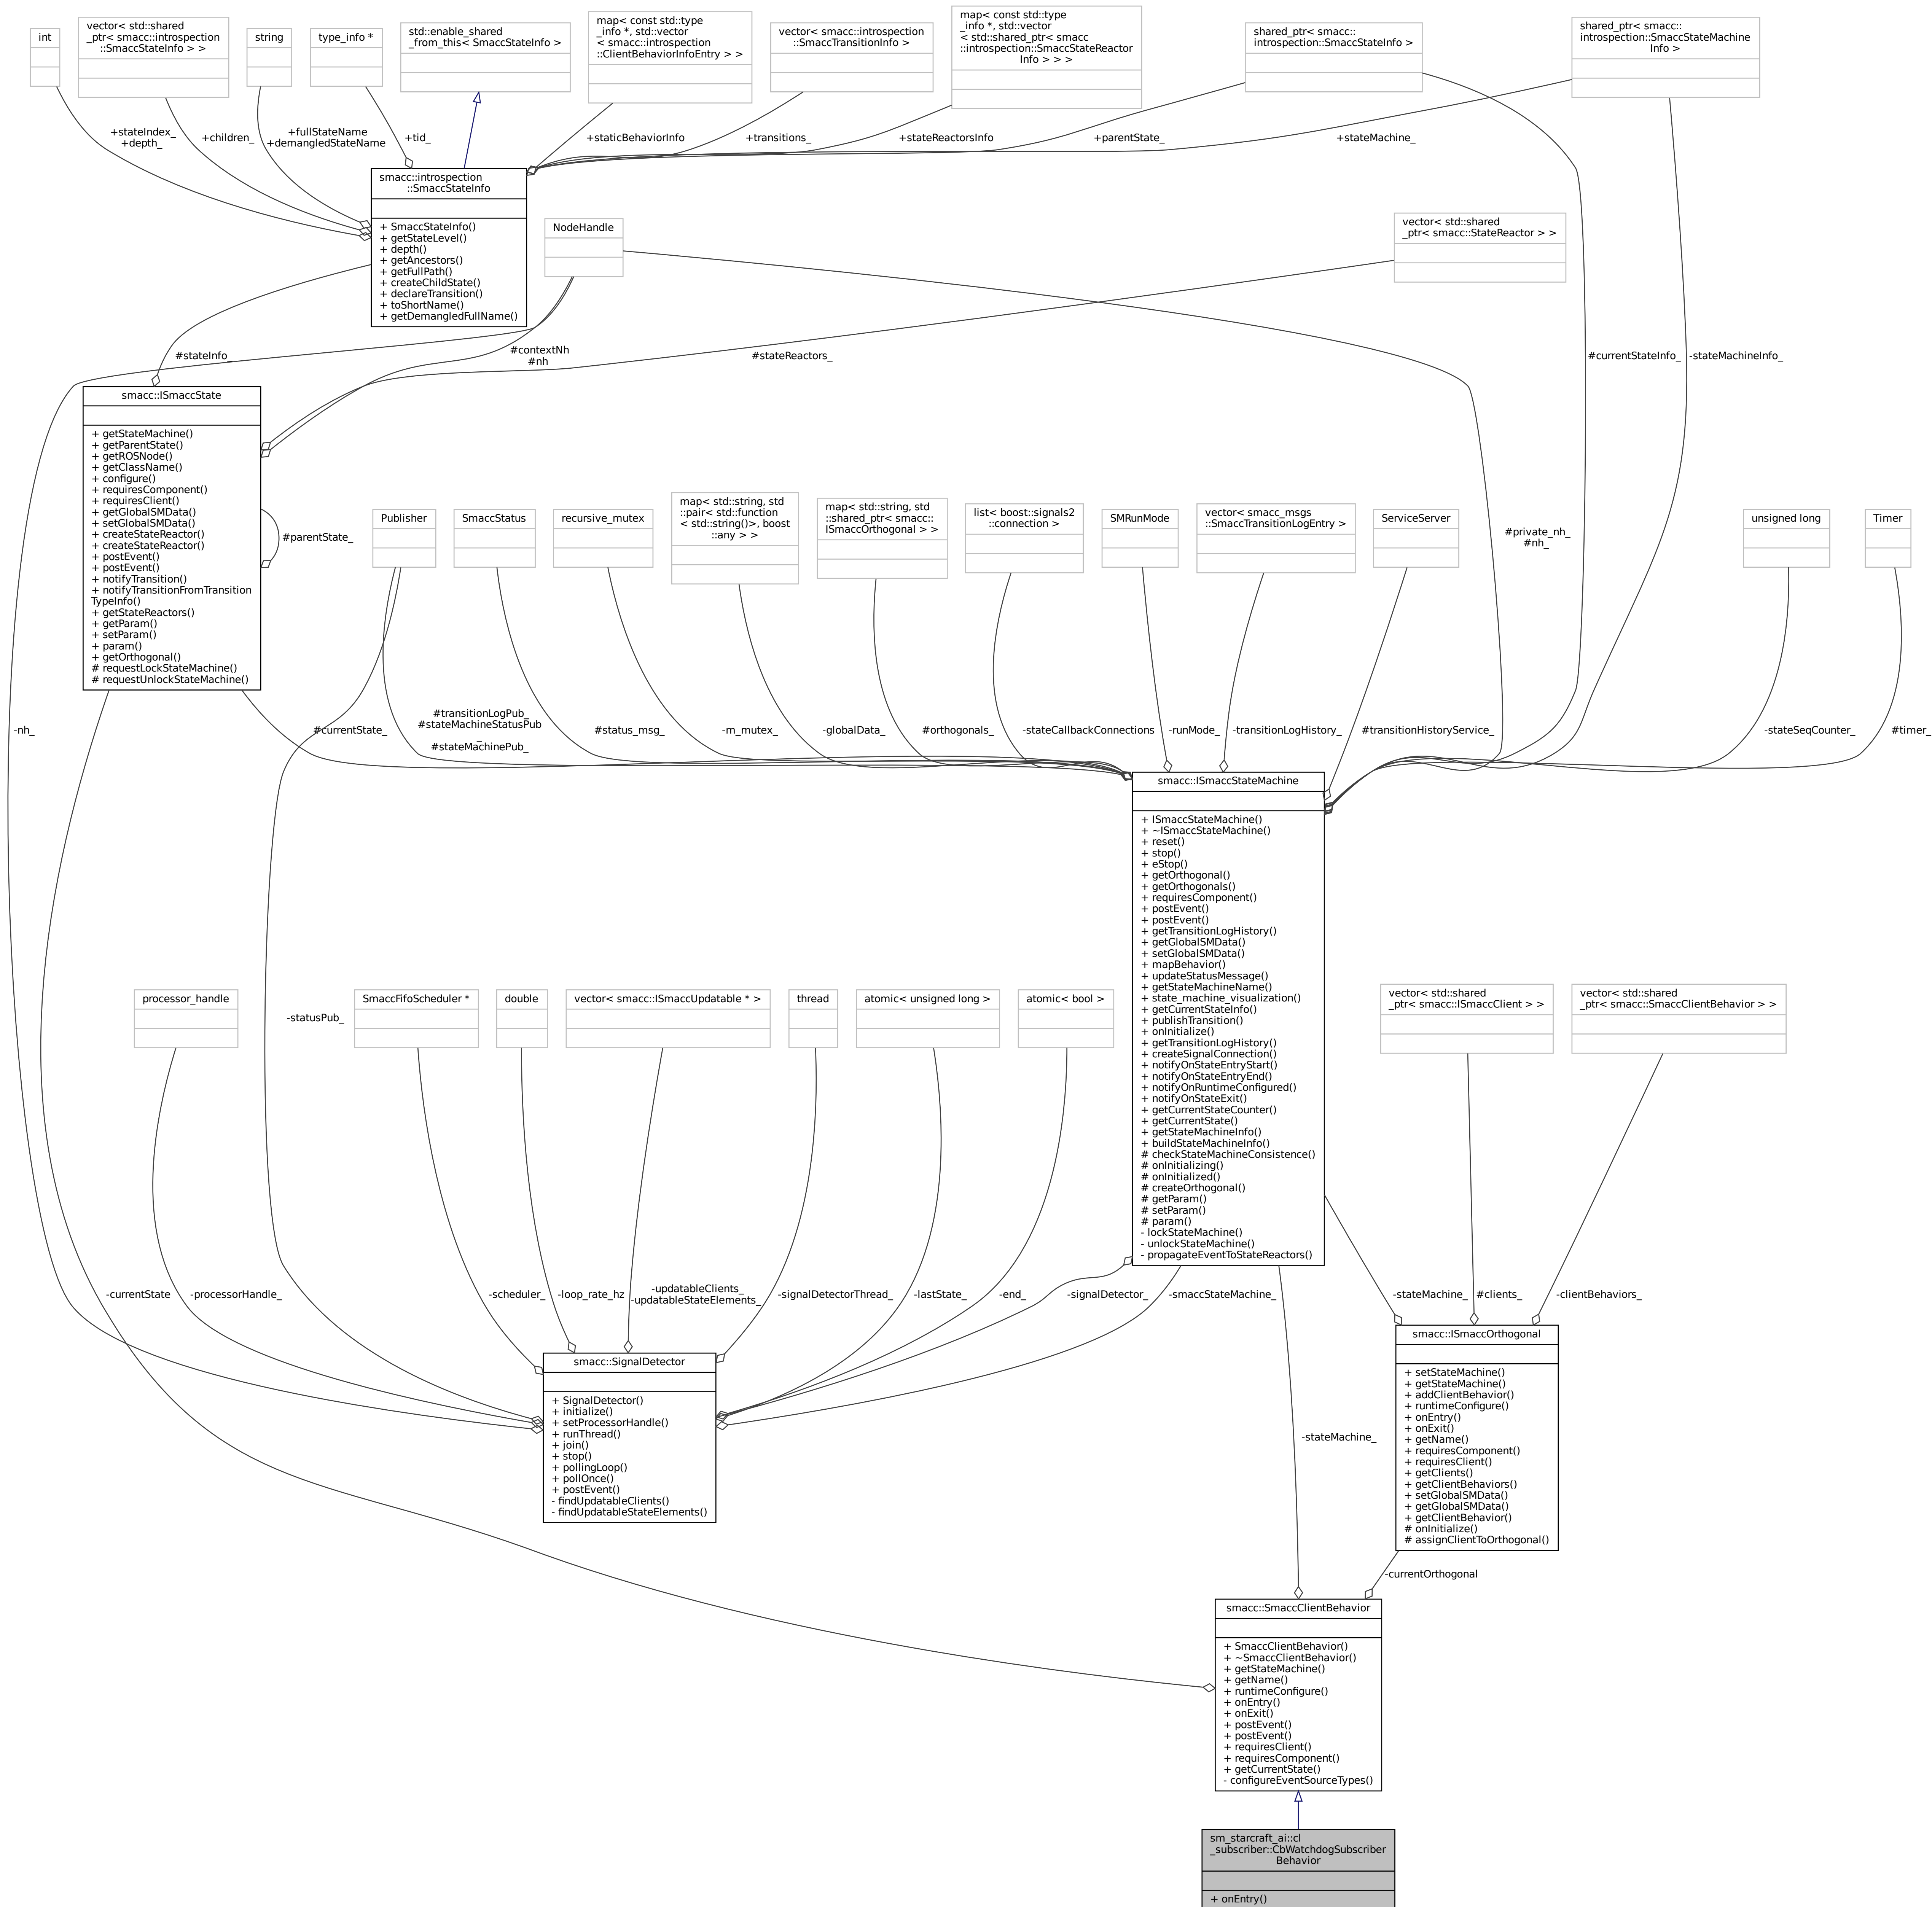 int
vector< std::shared
_ptr< smacc::introspection
::SmaccStateInfo > >
string
type_info *
std::enable_shared
_from_this< SmaccStateInfo >
map< const std::type
_info *, std::vector
< smacc::introspection
::ClientBehaviorInfoEntry > >
vector< smacc::introspection
::SmaccTransitionInfo >
map< const std::type
_info *, std::vector
< std::shared_ptr< smacc
::introspection::SmaccStateReactor
Info > > >
shared_ptr< smacc::
introspection::SmaccStateInfo >
shared_ptr< smacc::
introspection::SmaccStateMachine
Info >
+stateIndex_
+depth_
+children_
+fullStateName
+demangledStateName
+tid_
+staticBehaviorInfo
+transitions_
+stateReactorsInfo
+parentState_
+stateMachine_
smacc::introspection
::SmaccStateInfo
+ SmaccStateInfo()
+ getStateLevel()
+ depth()
+ getAncestors()
+ getFullPath()
+ createChildState()
+ declareTransition()
+ toShortName()
+ getDemangledFullName()
NodeHandle
vector< std::shared
_ptr< smacc::StateReactor > >
#stateInfo_
#contextNh
#nh
#stateReactors_
#currentStateInfo_
-stateMachineInfo_
smacc::ISmaccState
+ getStateMachine()
+ getParentState()
+ getROSNode()
+ getClassName()
+ configure()
+ requiresComponent()
+ requiresClient()
+ getGlobalSMData()
+ setGlobalSMData()
+ createStateReactor()
+ createStateReactor()
+ postEvent()
+ postEvent()
+ notifyTransition()
+ notifyTransitionFromTransition
TypeInfo()
+ getStateReactors()
+ getParam()
+ setParam()
+ param()
+ getOrthogonal()
# requestLockStateMachine()
# requestUnlockStateMachine()
#parentState_
Publisher
SmaccStatus
recursive_mutex
map< std::string, std
::pair< std::function
< std::string()>, boost
::any > >
map< std::string, std
::shared_ptr< smacc::
ISmaccOrthogonal > >
list< boost::signals2
::connection >
SMRunMode
vector< smacc_msgs
::SmaccTransitionLogEntry >
ServiceServer
#private_nh_
#nh_
unsigned long
Timer
-nh_
#currentState_
#transitionLogPub_
#stateMachineStatusPub
_
#stateMachinePub_
#status_msg_
-m_mutex_
-globalData_
#orthogonals_
-stateCallbackConnections
-runMode_
-transitionLogHistory_
#transitionHistoryService_
-stateSeqCounter_
#timer_
smacc::ISmaccStateMachine
+ ISmaccStateMachine()
+ ~ISmaccStateMachine()
+ reset()
+ stop()
+ eStop()
+ getOrthogonal()
+ getOrthogonals()
+ requiresComponent()
+ postEvent()
+ postEvent()
+ getTransitionLogHistory()
+ getGlobalSMData()
+ setGlobalSMData()
+ mapBehavior()
+ updateStatusMessage()
+ getStateMachineName()
+ state_machine_visualization()
+ getCurrentStateInfo()
+ publishTransition()
+ onInitialize()
+ getTransitionLogHistory()
+ createSignalConnection()
+ notifyOnStateEntryStart()
+ notifyOnStateEntryEnd()
+ notifyOnRuntimeConfigured()
+ notifyOnStateExit()
+ getCurrentStateCounter()
+ getCurrentState()
+ getStateMachineInfo()
+ buildStateMachineInfo()
# checkStateMachineConsistence()
# onInitializing()
# onInitialized()
# createOrthogonal()
# getParam()
# setParam()
# param()
- lockStateMachine()
- unlockStateMachine()
- propagateEventToStateReactors()
processor_handle
-statusPub_
SmaccFifoScheduler *
double
vector< smacc::ISmaccUpdatable * >
thread
atomic< unsigned long >
atomic< bool >
vector< std::shared
_ptr< smacc::ISmaccClient > >
vector< std::shared
_ptr< smacc::SmaccClientBehavior > >
-currentState
-processorHandle_
-scheduler_
-loop_rate_hz
-updatableClients_
-updatableStateElements_
-signalDetectorThread_
-lastState_
-end_
-signalDetector_
-smaccStateMachine_
-stateMachine_
#clients_
-clientBehaviors_
smacc::SignalDetector
+ SignalDetector()
+ initialize()
+ setProcessorHandle()
+ runThread()
+ join()
+ stop()
+ pollingLoop()
+ pollOnce()
+ postEvent()
- findUpdatableClients()
- findUpdatableStateElements()
smacc::ISmaccOrthogonal
+ setStateMachine()
+ getStateMachine()
+ addClientBehavior()
+ runtimeConfigure()
+ onEntry()
+ onExit()
+ getName()
+ requiresComponent()
+ requiresClient()
+ getClients()
+ getClientBehaviors()
+ setGlobalSMData()
+ getGlobalSMData()
+ getClientBehavior()
# onInitialize()
# assignClientToOrthogonal()
-stateMachine_
-currentOrthogonal
smacc::SmaccClientBehavior
+ SmaccClientBehavior()
+ ~SmaccClientBehavior()
+ getStateMachine()
+ getName()
+ runtimeConfigure()
+ onEntry()
+ onExit()
+ postEvent()
+ postEvent()
+ requiresClient()
+ requiresComponent()
+ getCurrentState()
- configureEventSourceTypes()
sm_starcraft_ai::cl
_subscriber::CbWatchdogSubscriber
Behavior
+ onEntry()